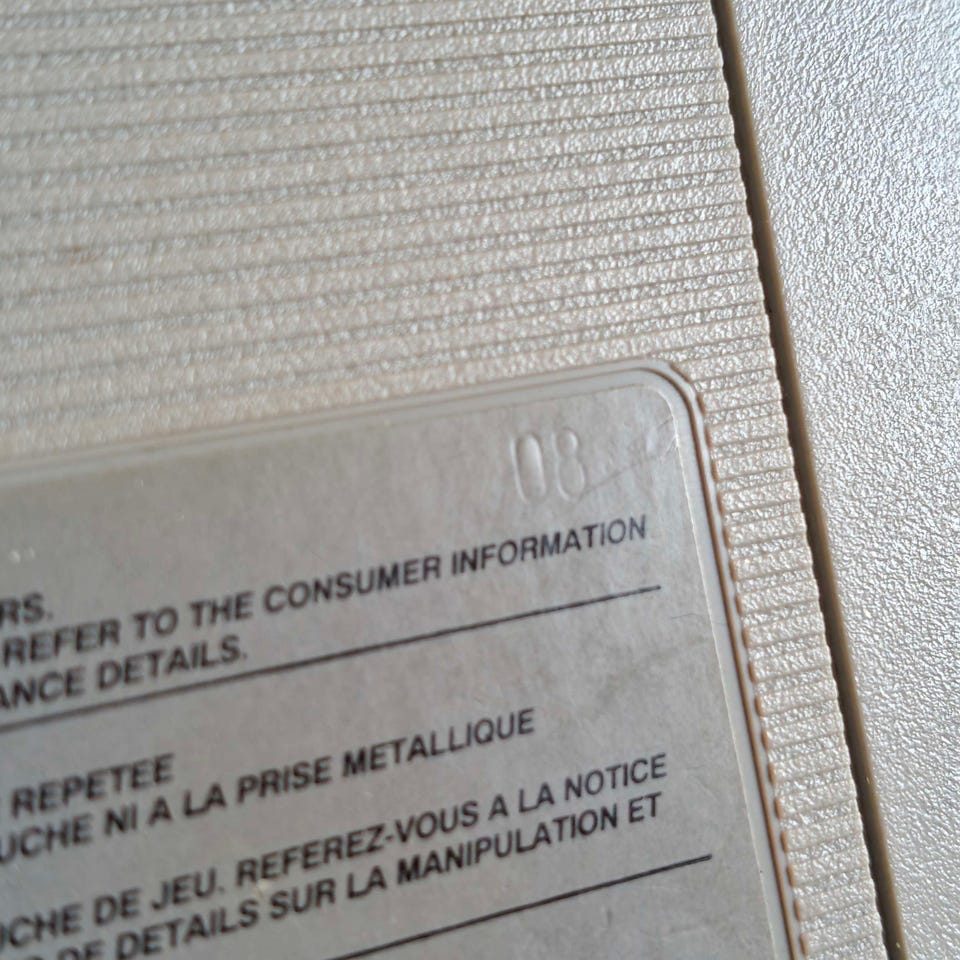 08
RS.
REFER TO THE CONSUMER INFORMATION
ANCE DETAILS.
REPETEE
UCHE NI A LA PRISE METALLIQUE
UCHE DE JEU. REFEREZ-VOUS A LA NOTICE
DE DETAILS SUR LA MANIPULATION ET